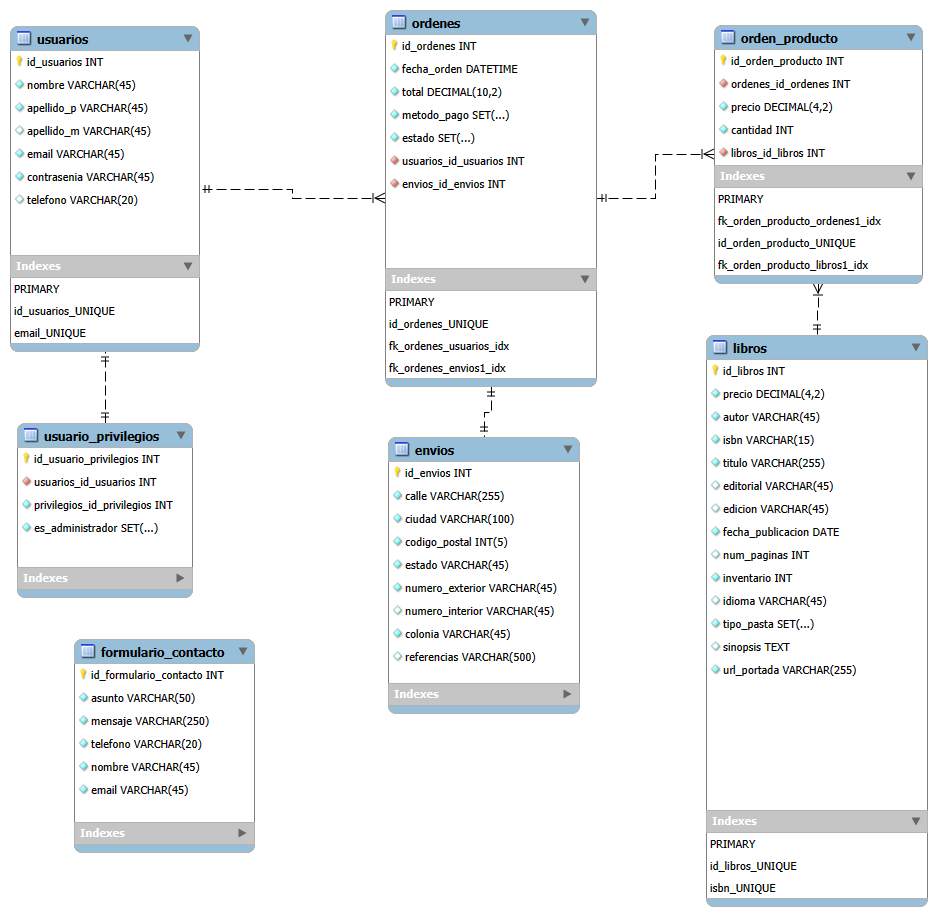 usuarios
id_usuarios INT
nombre VARCHAR(45)
apellido_p VARCHAR(45)
apellido_m VARCHAR(45)
email VARCHAR(45)
contrasenia VARCHAR(45)
telefono VARCHAR(20)
Indexes
PRIMARY
id_usuarios_UNIQUE
email_UNIQUE
ordenes
id_ordenes INT
fecha_orden DATETIME
total DECIMAL(10,2)
metodo_pago SET(...)
estado SET(...)
usuarios_id_usuarios INT
envios_id_envios INT
Indexes
PRIMARY
id_ordenes_UNIQUE
fk_ordenes_usuarios_idx
fk_ordenes_envios1_idx
orden_producto
id_orden_producto INT
ordenes_id_ordenes INT
precio DECIMAL(4,2)
cantidad INT
libros_id_libros INT
Indexes
PRIMARY
fk_orden_producto_ordenes1_idx
id_orden_producto_UNIQUE
fk_orden_producto_libros1_idx
usuario_privilegios
id_usuario_privilegios INT
usuarios_id_usuarios INT
privilegios_id_privilegios INT
es_administrador SET(...)
Indexes
envios
id_envios INT
calle VARCHAR(255)
ciudad VARCHAR(100)
codigo_postal INT(5)
estado VARCHAR(45)
numero_exterior VARCHAR(45)
numero_interior VARCHAR(45)
colonia VARCHAR(45)
referencias VARCHAR(500)
Indexes
libros
id_libros INT
precio DECIMAL(4,2)
autor VARCHAR(45)
isbn VARCHAR(15)
titulo VARCHAR(255)
editorial VARCHAR(45)
edicion VARCHAR(45)
fecha_publicacion DATE
num_paginas INT
inventario INT
idioma VARCHAR(45)
tipo_pasta SET(...)
sinopsis TEXT
url_portada VARCHAR(255)
Indexes
PRIMARY
id_libros_UNIQUE
isbn_UNIQUE
formulario_contacto
id_formulario_contacto INT
asunto VARCHAR(50)
mensaje VARCHAR(250)
telefono VARCHAR(20)
nombre VARCHAR(45)
email VARCHAR(45)
Indexes